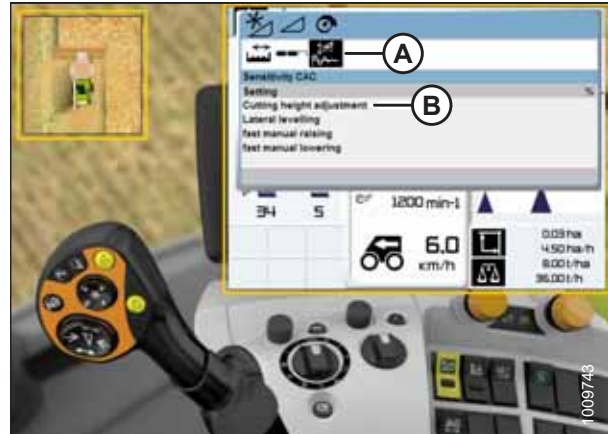 A
Sensitivity CAC
Setting %
Cutting height adjustment
B
Lateral levelling
fast manual raising
fast manual lowering
34 5
1200 min-1
6.0
km/h
0.03 ha
4.50 ha/h
8.00 t/ha
36.00 t/h
1009743